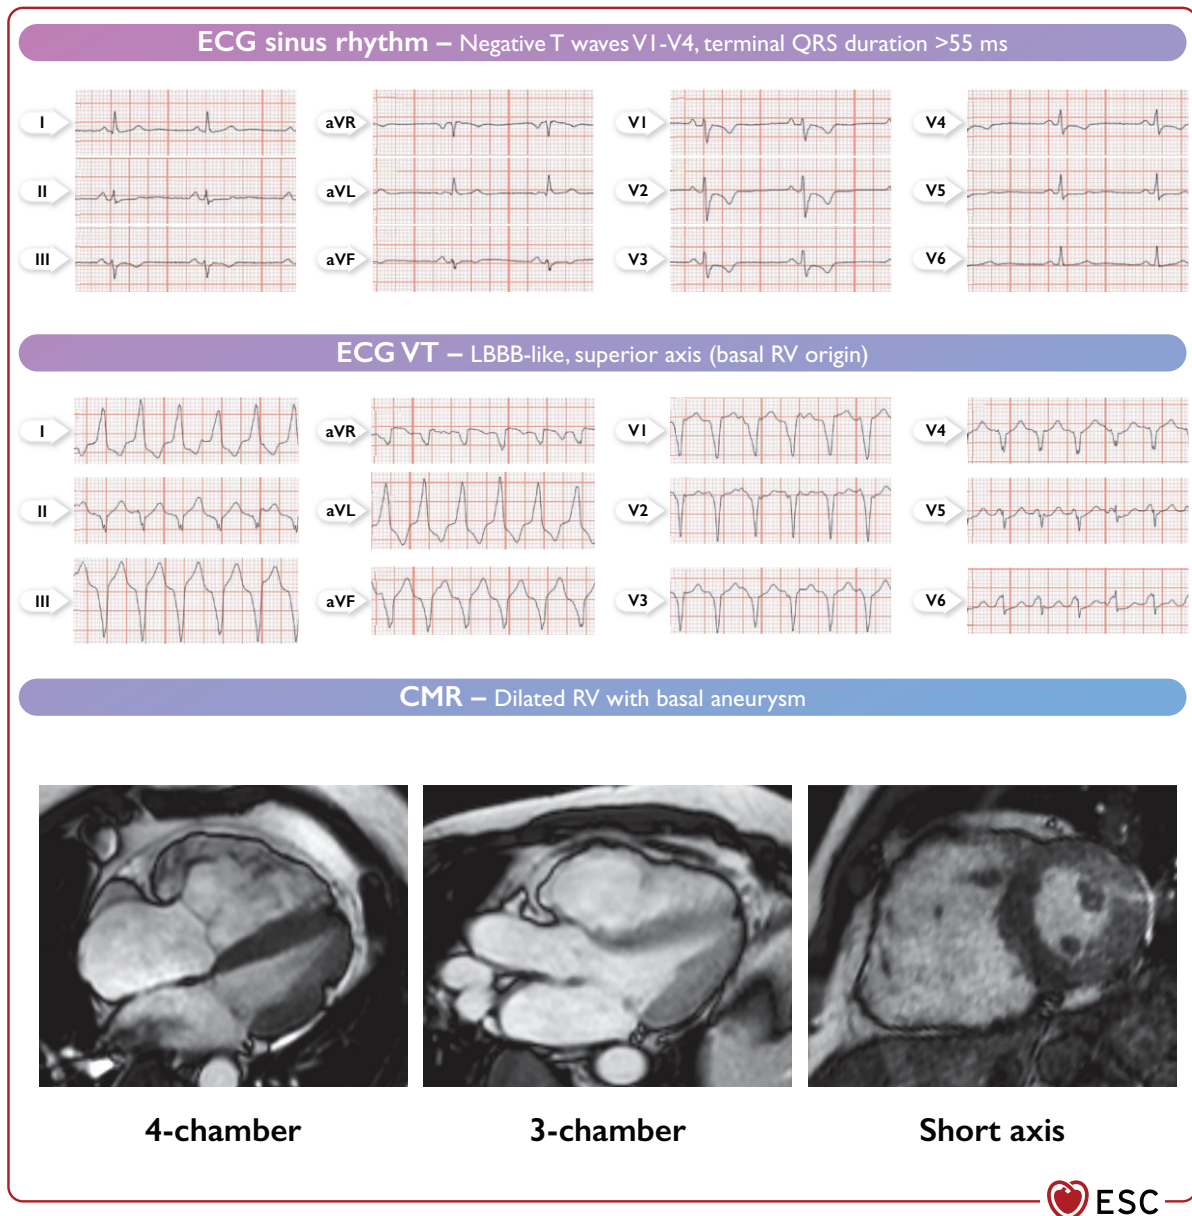 ECG sinus rhythm – Negative T waves V1-V4, terminal QRS duration >55 ms
I
aVR
V1
V4
II
aVL
V2
V5
III
aVF
V3
V6
ECG VT – LBBB-like, superior axis (basal RV origin)
I
aVR
V1
V4
II
aVL
V2
V5
III
aVF
V3
V6
CMR – Dilated RV with basal aneurysm
4-chamber
3-chamber
Short axis
ESC